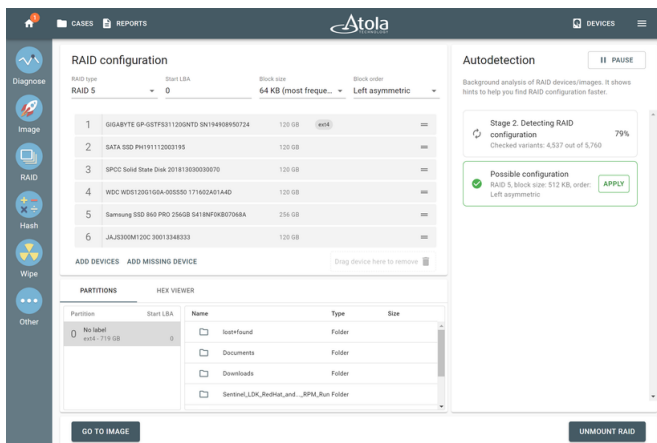 1
CASES
REPORTS
Atola
TECHNOLOGY
DEVICES
Diagnose
Image
RAID
Hash
Wipe
Other
RAID configuration
RAID type
Start LBA
Block size
Block order
RAID 5
0
64 KB (most freque...
Left asymmetric
1 GIGABYTE GP-GSTFS31120GNTD SN194908950724 120 GB ext4
2 SATA SSD PH191112003195 120 GB
3 SPCC Solid State Disk 201813030030070 120 GB
4 WDC WDS120G1G0A-00SS50 171602A01A4D 120 GB
5 Samsung SSD 860 PRO 256GB S418NF0KB07068A 256 GB
6 JAJS300M120C 30013348333 120 GB
ADD DEVICES ADD MISSING DEVICE
Drag device here to remove
PARTITIONS HEX VIEWER
Partition Start LBA
0 No label
ext4 - 719 GB 0
Name Type Size
lost+found Folder
Documents Folder
Downloads Folder
Sentinel_LDK_RedHat_and..._RPM_Run Folder
GO TO IMAGE
Autodetection
PAUSE
Background analysis of RAID devices/images. It shows
hints to help you find RAID configuration faster.
Stage 2. Detecting RAID
configuration 79%
Checked variants: 4,537 out of 5,760
Possible configuration
RAID 5, block size: 512 KB, order:
Left asymmetric
APPLY
UNMOUNT RAID